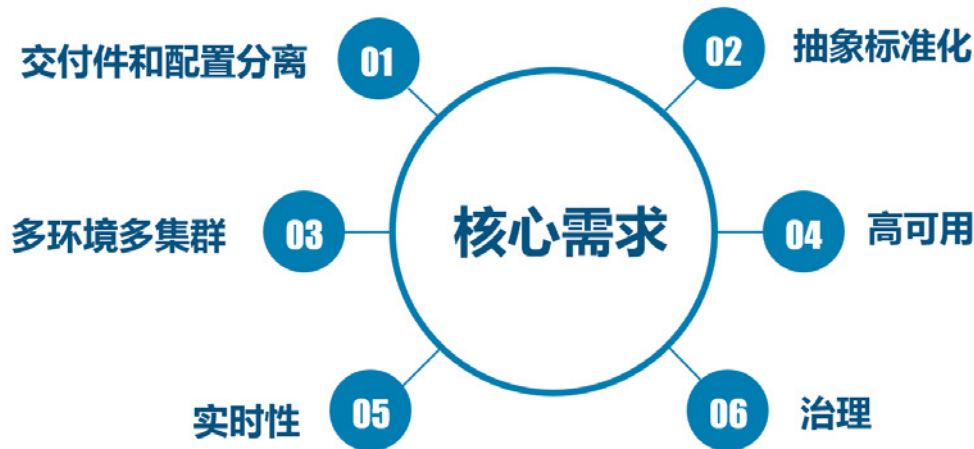 交付件和配置分离
01
02
抽象标准化
多环境多集群
03
核心需求
04
高可用
实时性
05
06
治理